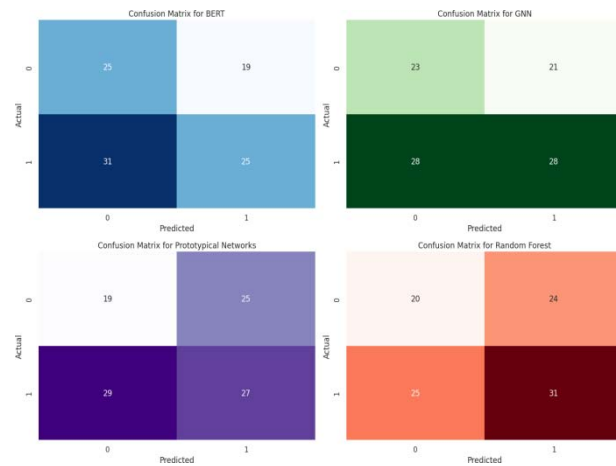 Confusion Matrix for BERT
0
25
19
Actual
1
31
25
0
1
Predicted
Confusion Matrix for GNN
0
23
21
Actual
1
28
28
0
1
Predicted
Confusion Matrix for Prototypical Networks
0
19
25
Actual
1
29
27
0
1
Predicted
Confusion Matrix for Random Forest
0
20
24
Actual
1
25
31
0
1
Predicted